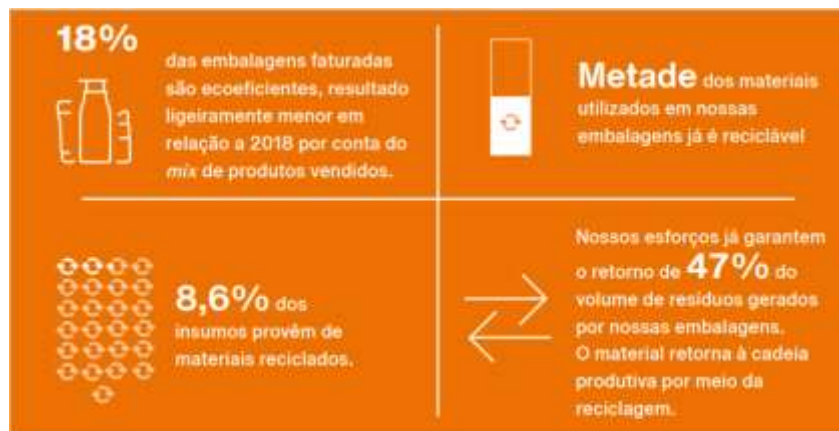 18%
das embalagens faturadas
são ecoeficientes, resultado
ligeiramente menor em
relação a 2018 por conta do
mix de produtos vendidos.
Metade dos materiais
utilizados em nossas
embalagens já é reciclável
8,6% dos
insumos provêm de
materiais reciclados.
Nossos esforços já garantem
o retorno de 47% do
volume de resíduos gerados
por nossas embalagens.
O material retorna à cadeia
produtiva por meio da
reciclagem.